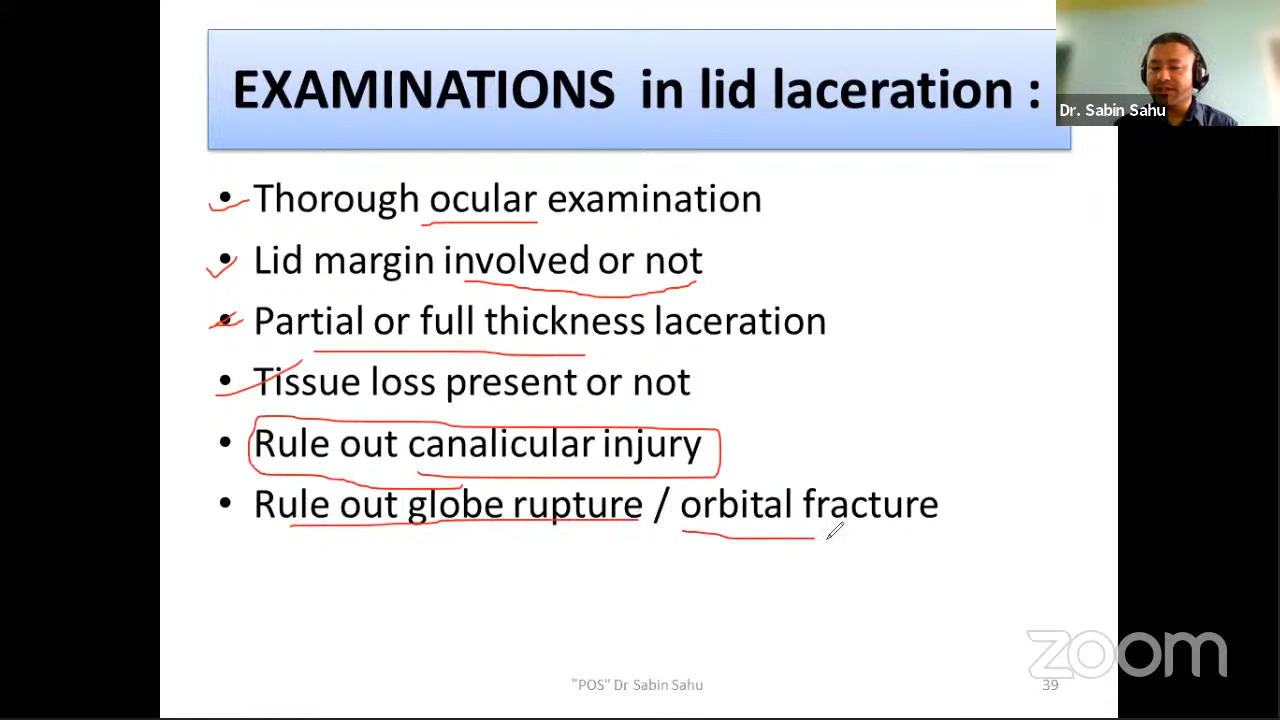 EXAMINATIONS in lid laceration :
Dr. Sabin Sahu
• Thorough ocular examination
• Lid margin involved or not
• Partial or full thickness laceration
• Tissue loss present or not
• Rule out canalicular injury
• Rule out globe rupture / orbital fracture
zoom
"POS" Dr Sabin Sahu
39